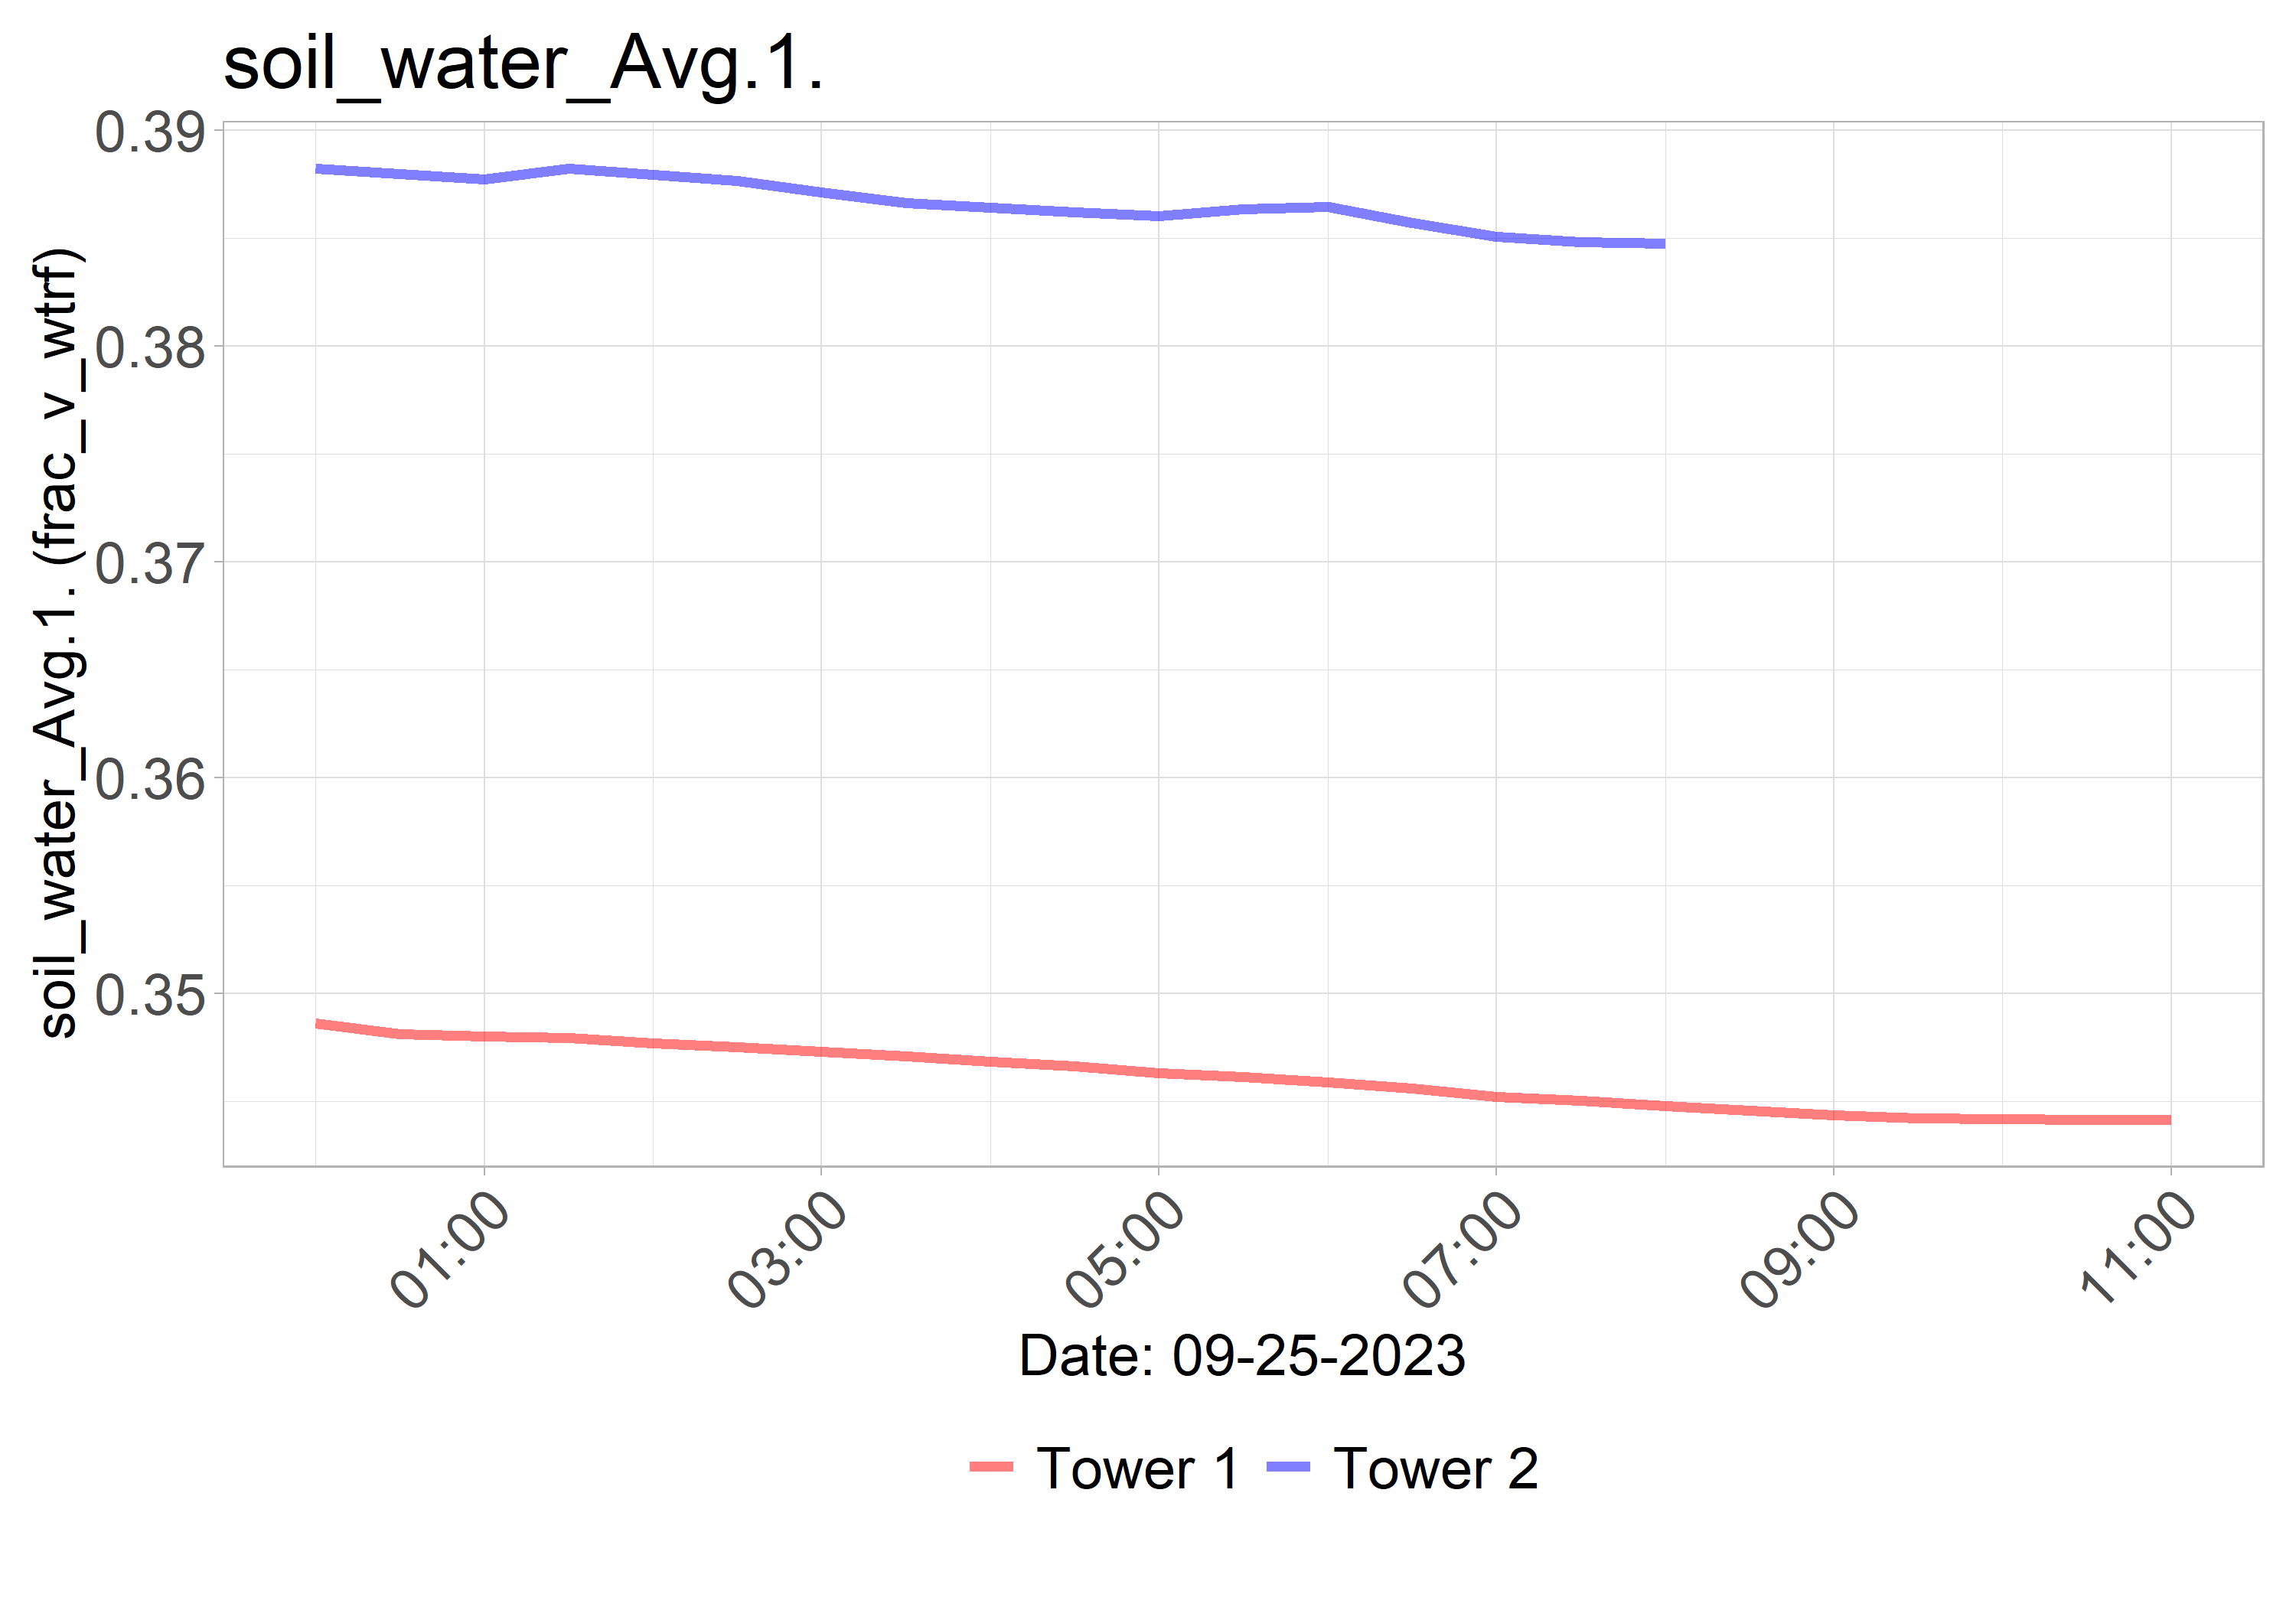 soil_water_Avg.1.
soil_water_Avg.1. (frac_v_wtrf)
0.39
0.38
0.37
0.36
0.35
01:00
03:00
05:00
07:00
09:00
11:00
Date: 09-25-2023
Tower 1
Tower 2